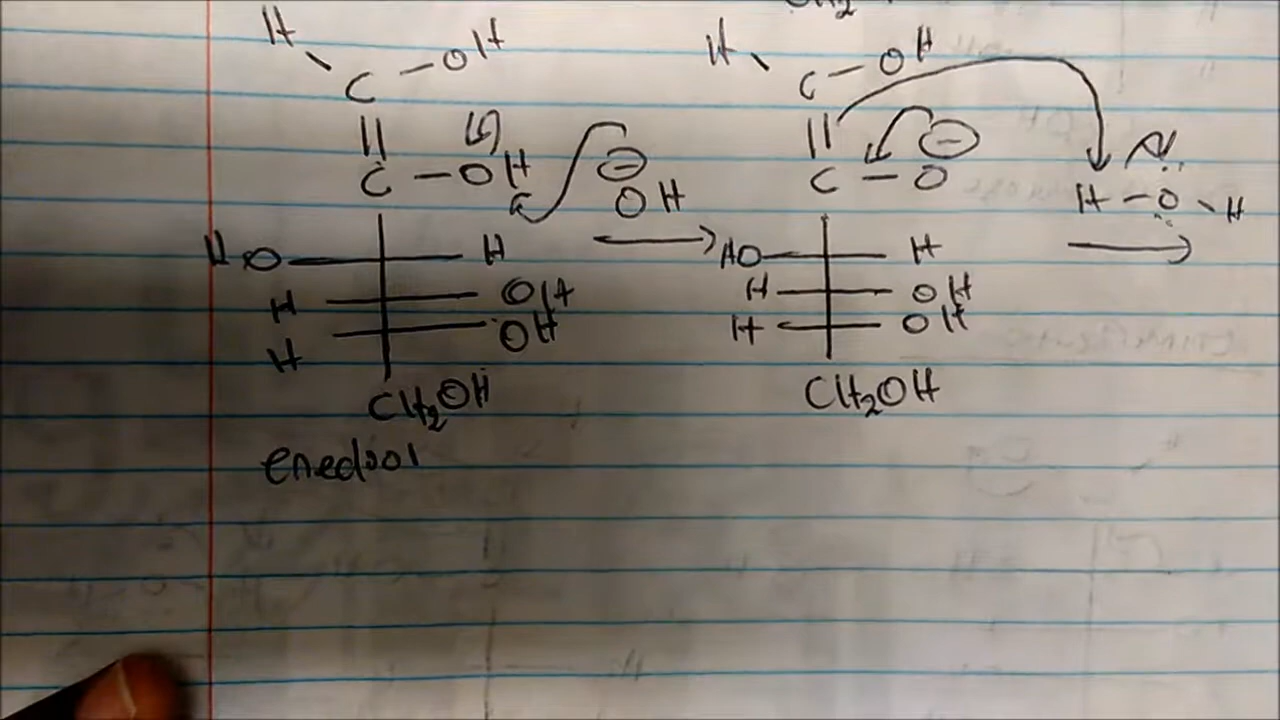 H OH H OH
C C
|| ||
C - OH ⊖ OH C - O ⊖ H - O - H
HO H HO H
H OH H OH
H OH H OH
CH2OH CH2OH
enediol